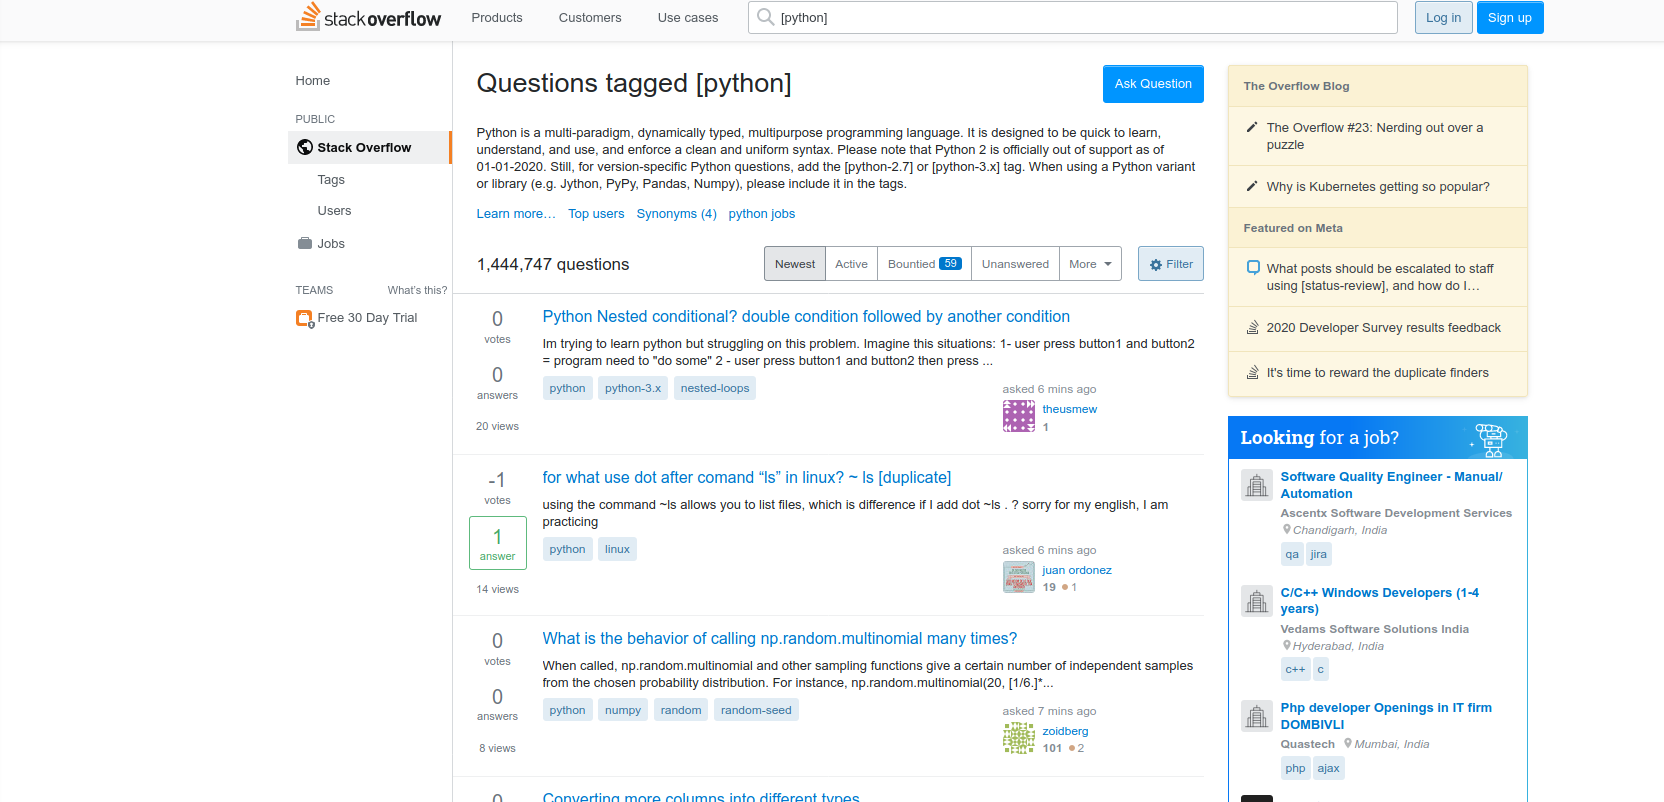 stack overflow
Products
Customers
Use cases
[python]
Log in
Sign up
Home
PUBLIC
Stack Overflow
Tags
Users
Jobs
TEAMS
What's this?
Free 30 Day Trial
Questions tagged [python]
Ask Question
Python is a multi-paradigm, dynamically typed, multipurpose programming language. It is designed to be quick to learn,
understand, and use, and enforce a clean and uniform syntax. Please note that Python 2 is officially out of support as of
01-01-2020. Still, for version-specific Python questions, add the [python-2.7] or [python-3.x] tag. When using a Python variant
or library (e.g. Jython, PyPy, Pandas, Numpy), please include it in the tags.
Learn more… Top users Synonyms (4) python jobs
1,444,747 questions
Newest
Active
Bountied 59
Unanswered
More
Filter
0
votes
0
answers
20 views
Python Nested conditional? double condition followed by another condition
Im trying to learn python but struggling on this problem. Imagine this situations: 1- user press button1 and button2
= program need to "do some" 2 - user press button1 and button2 then press ...
python python-3.x nested-loops
asked 6 mins ago
theusmew
1
-1
votes
1
answer
14 views
for what use dot after comand “ls” in linux? ~ ls [duplicate]
using the command ~ls allows you to list files, which is difference if I add dot ~ls . ? sorry for my english, I am
practicing
python linux
asked 6 mins ago
juan ordonez
19 1
0
votes
0
answers
8 views
What is the behavior of calling np.random.multinomial many times?
When called, np.random.multinomial and other sampling functions give a certain number of independent samples
from the chosen probability distribution. For instance, np.random.multinomial(20, [1/6.]*...
python numpy random random-seed
asked 7 mins ago
zoidberg
101 2
0
Converting more columns into different types
The Overflow Blog
The Overflow #23: Nerding out over a
puzzle
Why is Kubernetes getting so popular?
Featured on Meta
What posts should be escalated to staff
using [status-review], and how do I…
2020 Developer Survey results feedback
It's time to reward the duplicate finders
Looking for a job?
Software Quality Engineer - Manual/
Automation
Ascentx Software Development Services
Chandigarh, India
qa jira
C/C++ Windows Developers (1-4
years)
Vedams Software Solutions India
Hyderabad, India
c++ c
Php developer Openings in IT firm
DOMBIVLI
Quastech Mumbai, India
php ajax